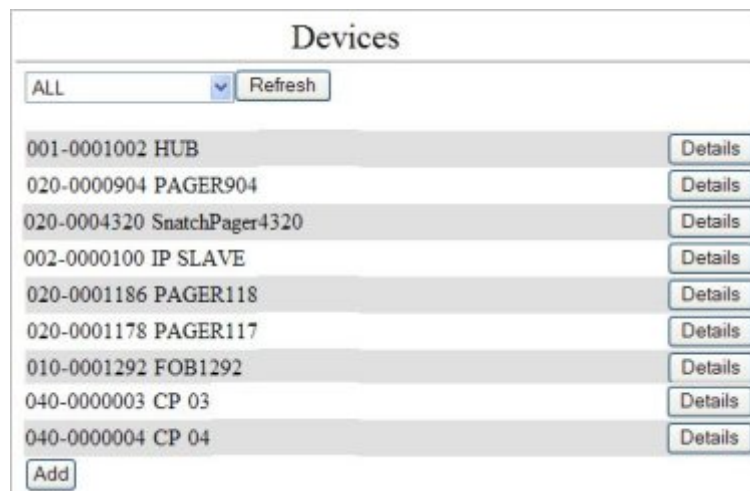 Devices
ALL Refresh
001-0001002 HUB Details
020-0000904 PAGER904 Details
020-0004320 SnatchPager4320 Details
002-0000100 IP SLAVE Details
020-0001186 PAGER118 Details
020-0001178 PAGER117 Details
010-0001292 FOB1292 Details
040-0000003 CP 03 Details
040-0000004 CP 04 Details
Add